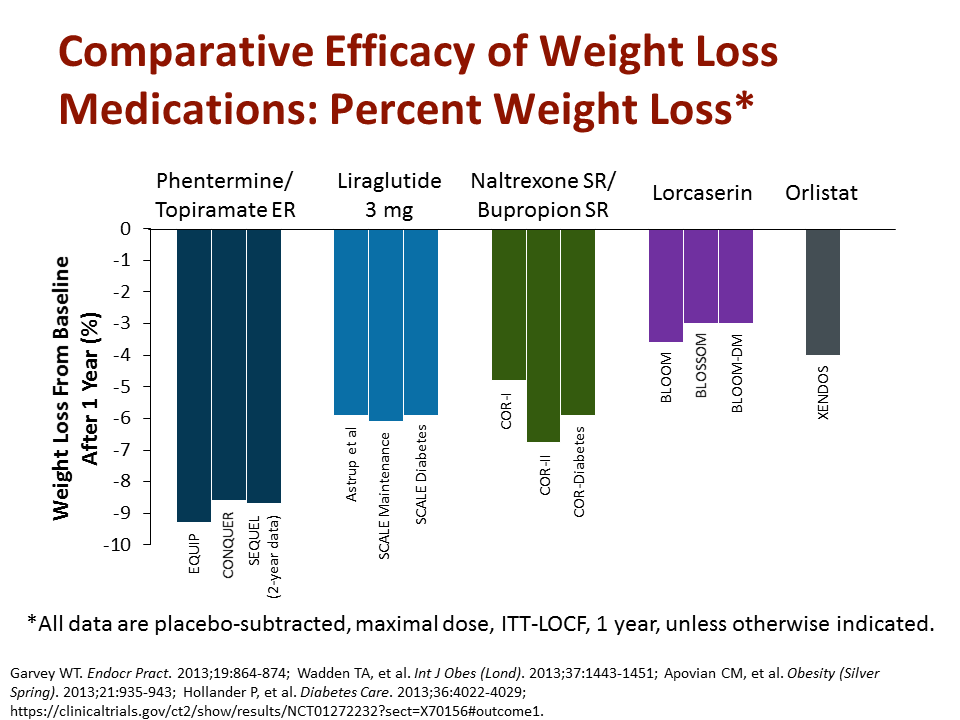 Comparative Efficacy of Weight Loss
Medications: Percent Weight Loss*
Phentermine/
Topiramate ER
Liraglutide
3 mg
Naltrexone SR/
Bupropion SR
Lorcaserin
Orlistat
Weight Loss From Baseline
After 1 Year (%)
0
-1
-2
-3
-4
-5
-6
-7
-8
-9
-10
EQUIP
CONQUER
SEQUEL
(2-year data)
Astrup et al
SCALE Maintenance
SCALE Diabetes
COR-I
COR-II
COR-Diabetes
BLOOM
BLOSSOM
BLOOM-DM
XENDOS
*All data are placebo-subtracted, maximal dose, ITT-LOCF, 1 year, unless otherwise indicated.
Garvey WT. Endocr Pract. 2013;19:864-874; Wadden TA, et al. Int J Obes (Lond). 2013;37:1443-1451; Apovian CM, et al. Obesity (Silver
Spring). 2013;21:935-943; Hollander P, et al. Diabetes Care. 2013;36:4022-4029;
https://clinicaltrials.gov/ct2/show/results/NCT01272232?sect=X70156#outcome1.